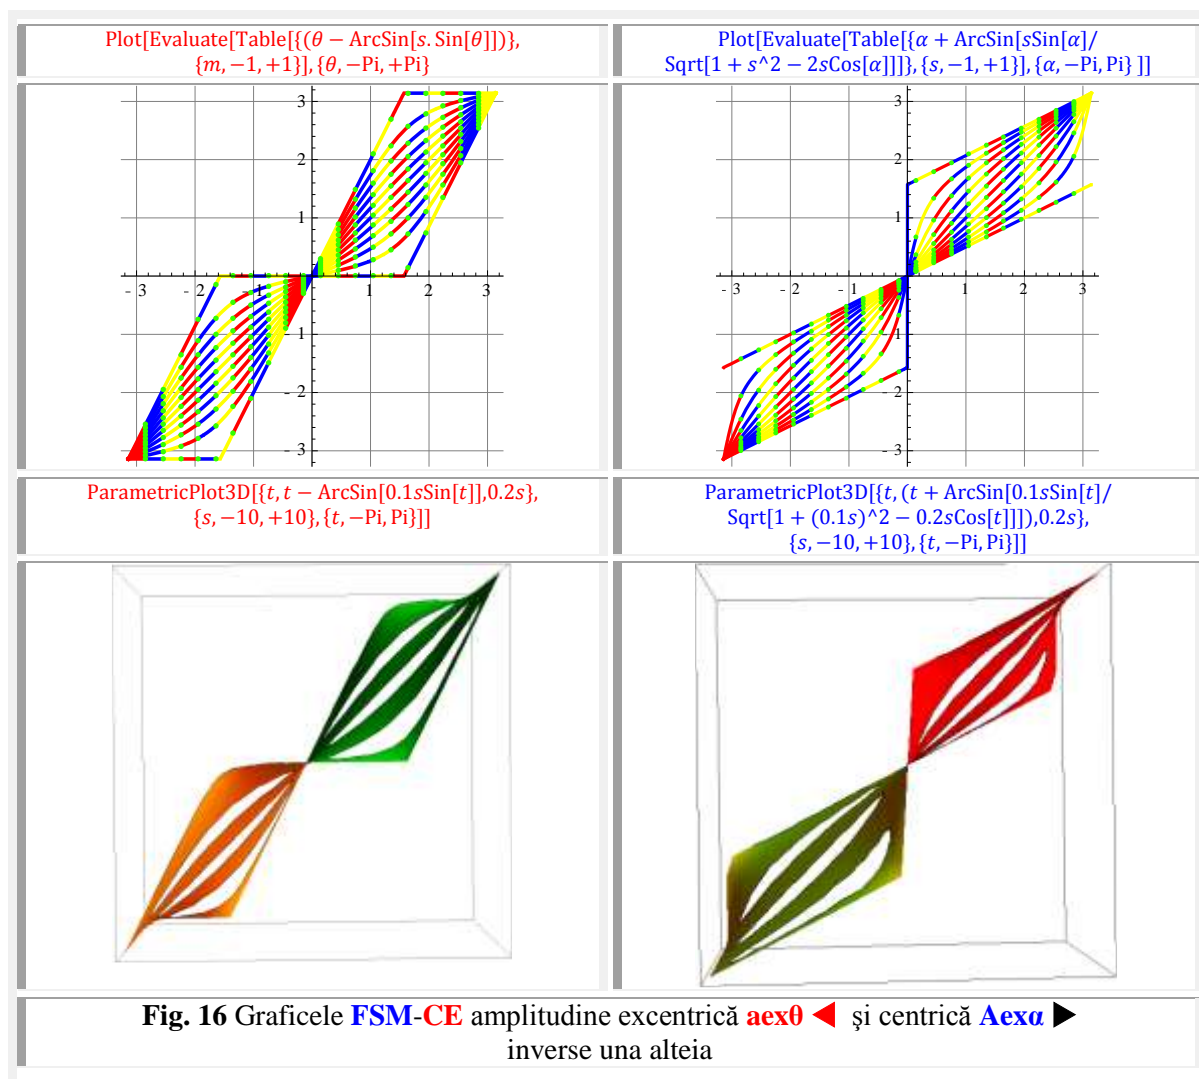 Plot[Evaluate[Table[{(θ − ArcSin[s. Sin[θ]])},
{m, −1, +1}], {θ, −Pi, +Pi}
Plot[Evaluate[Table[{α + ArcSin[sSin[α]/
Sqrt[1 + s^2 − 2sCos[α]]]}, {s, −1, +1}], {α, −Pi, Pi} ]]
3
2
1
- 3 - 2 - 1 1 2 3
- 1
- 2
- 3
3
2
1
- 3 - 2 - 1 1 2 3
- 1
- 2
- 3
ParametricPlot3D[{t, t − ArcSin[0.1sSin[t]], 0.2s},
{s, −10, +10}, {t, −Pi, Pi}]]
ParametricPlot3D[{t, (t + ArcSin[0.1sSin[t]/
Sqrt[1 + (0.1s)^2 − 0.2sCos[t]]]), 0.2s},
{s, −10, +10}, {t, −Pi, Pi}]]
Fig. 16 Graficele FSM-CE amplitudine excentrică aexθ ◄ şi centrică Aexα ►
inverse una alteia